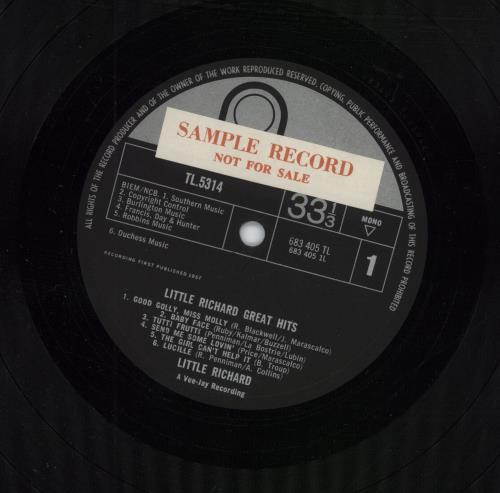 ALL RIGHTS OF THE RECORD PRODUCER AND OF THE OWNER OF THE WORK REPRODUCED RESERVED. COPYING, PUBLIC PERFORMANCE AND BROADCASTING OF THIS RECORD PROHIBITED
SAMPLE RECORD
NOT FOR SALE
TL.5314
BIEM/NCB. 1. Southern Music
2. Copyright Control
3. Burlington Music
4. Francis, Day & Hunter
5. Robbins Music
6. Duchess Music
RECORDING FIRST PUBLISHED 1957
33 1/3
MONO
683 405 TL
683 405 1L
1
LITTLE RICHARD GREAT HITS
1. GOOD GOLLY, MISS MOLLY (R. Blackwell/J. Marascalco)
2. BABY FACE (Ruby/Kalmar/Buzzell)
3. TUTTI FRUTTI (Penniman/La Bostrie/Lubin)
4. SEND ME SOME LOVIN' (Price/Marascalco)
5. THE GIRL CAN'T HELP IT (B. Troup)
6. LUCILLE (R. Penniman/A. Collins)
LITTLE RICHARD
A Vee-Jay Recording